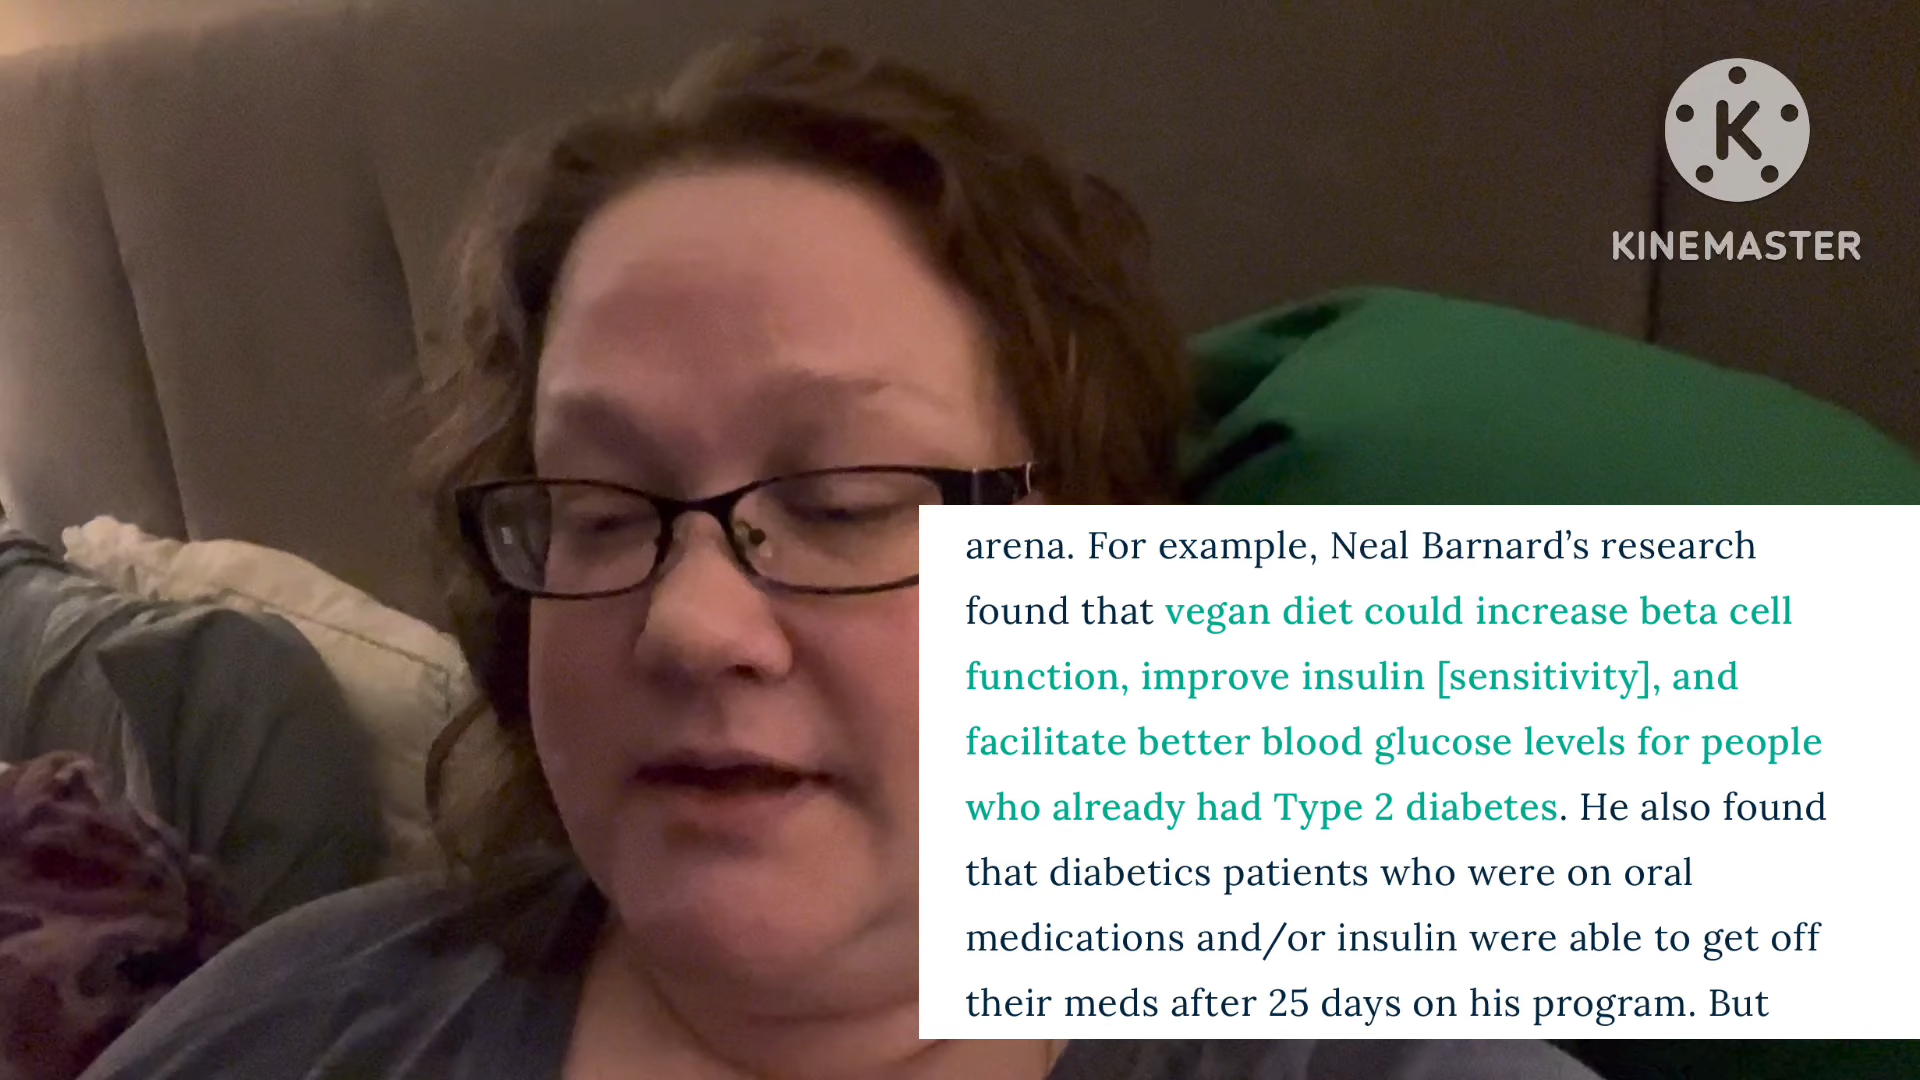 K
KINEMASTER
arena. For example, Neal Barnard’s research
found that vegan diet could increase beta cell
function, improve insulin [sensitivity], and
facilitate better blood glucose levels for people
who already had Type 2 diabetes. He also found
that diabetics patients who were on oral
medications and/or insulin were able to get off
their meds after 25 days on his program. But